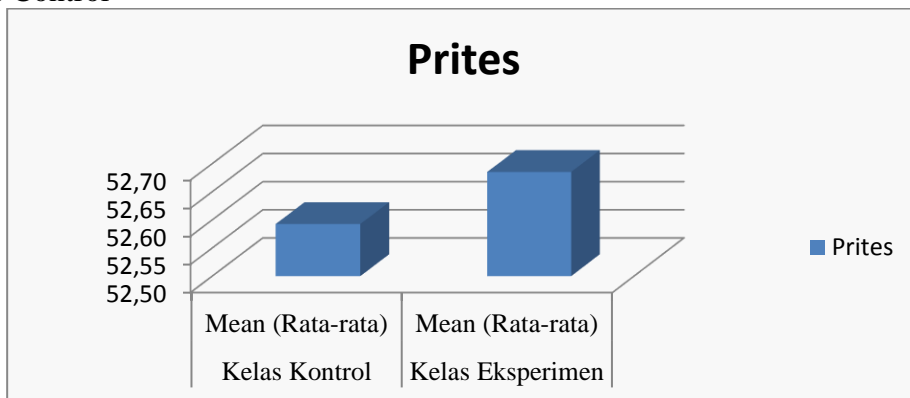 Control
Prites
52,70
52,65
52,60
52,55
52,50
Prites
Mean (Rata-rata) Mean (Rata-rata)
Kelas Kontrol Kelas Eksperimen